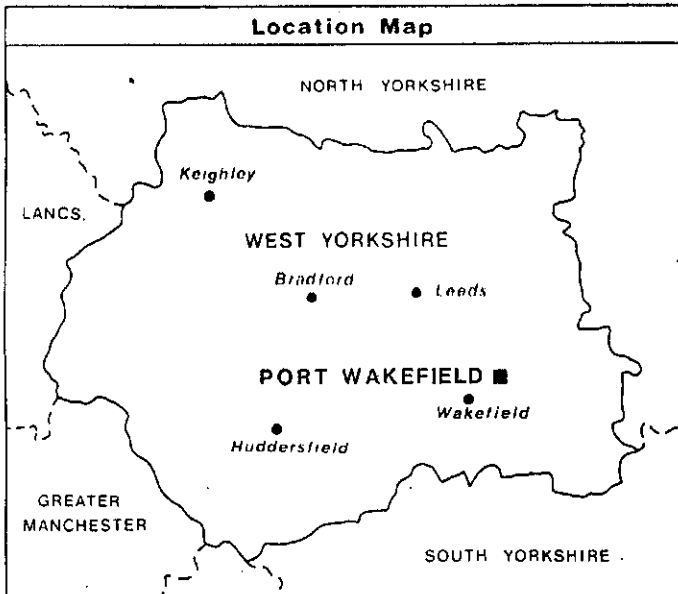 Location Map
NORTH YORKSHIRE
Keighley
LANCS.
WEST YORKSHIRE
Bradford
Leeds
PORT WAKEFIELD
Wakefield
Huddersfield
GREATER
MANCHESTER
SOUTH YORKSHIRE